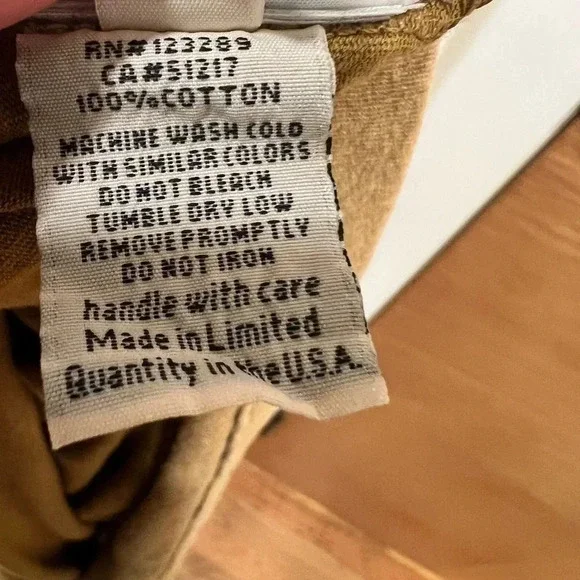 RN#123289
CA#51217
100%COTTON
MACHINE WASH COLD
WITH SIMILAR COLORS
DO NOT BLEACH
TUMBLE DRY LOW
REMOVE PROMPTLY
DO NOT IRON
handle with care
Made in Limited
Quantity in the U.S.A.